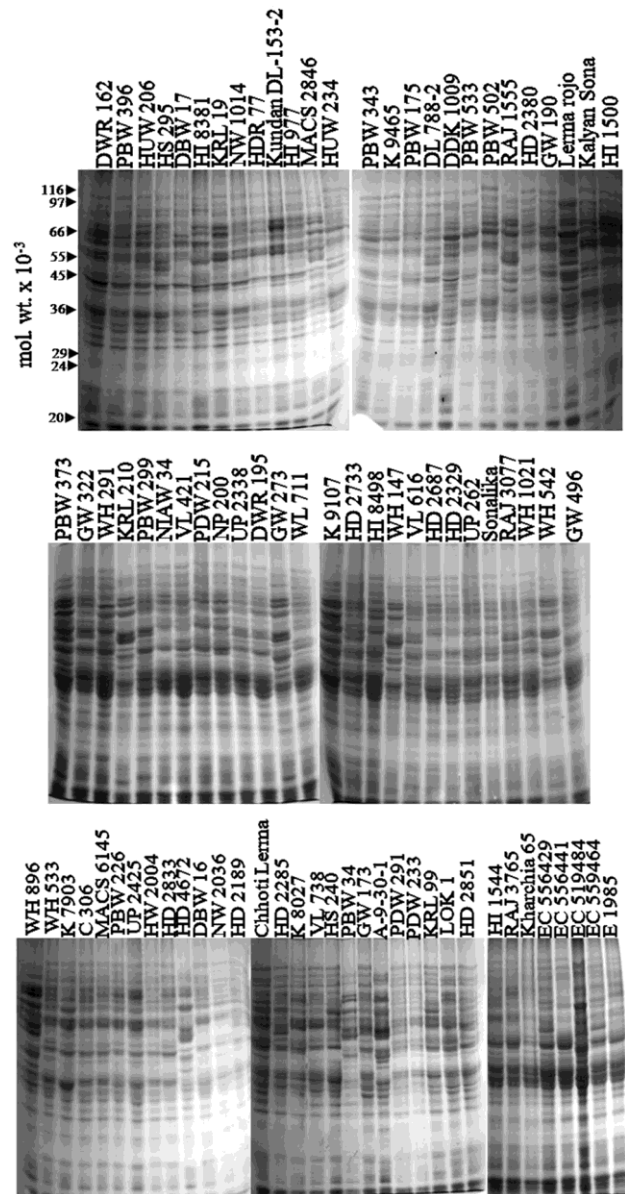 DWR 162
PBW 396
HUW 206
HS 295
DBW 17
HI 8381
KRL 19
NW 1014
HDR 77
Kundan DL-153-2
HI 977
MACS 2846
HUW 234
PBW 343
K 9465
PBW 175
DL 788-2
DDK 1009
PBW 533
PBW 502
RAJ 1555
HD 2380
GW 190
Lerma rojo
Kalyan Sona
HI 1500
mol. wt. x 10-3
116
97
66
55
45
36
29
24
20
PBW 373
GW 322
WH 291
KRL 210
PBW 299
NIAW 34
VL 421
PDW 215
NP 200
UP 2338
DWR 195
GW 273
WL 711
K 9107
HD 2733
HI 8498
WH 147
VL 616
HD 2687
HD 2329
UP 262
Sonalika
RAJ 3077
WH 1021
WH 542
GW 496
WH 896
WH 533
K 7903
C 306
MACS 6145
PBW 226
UP 2425
HW 2004
HD 2833
HD 4672
DBW 16
NW 2036
HD 2189
Chhoti Lerma
HD 2285
K 8027
VL 738
HS 240
PBW 34
GW 173
A-9-30-1
PDW 291
PDW 233
KRL 99
LOK 1
HD 2851
HI 1544
RAJ 3765
Kharchia 65
EC 556429
EC 556441
EC 519484
EC 559464
E 1985